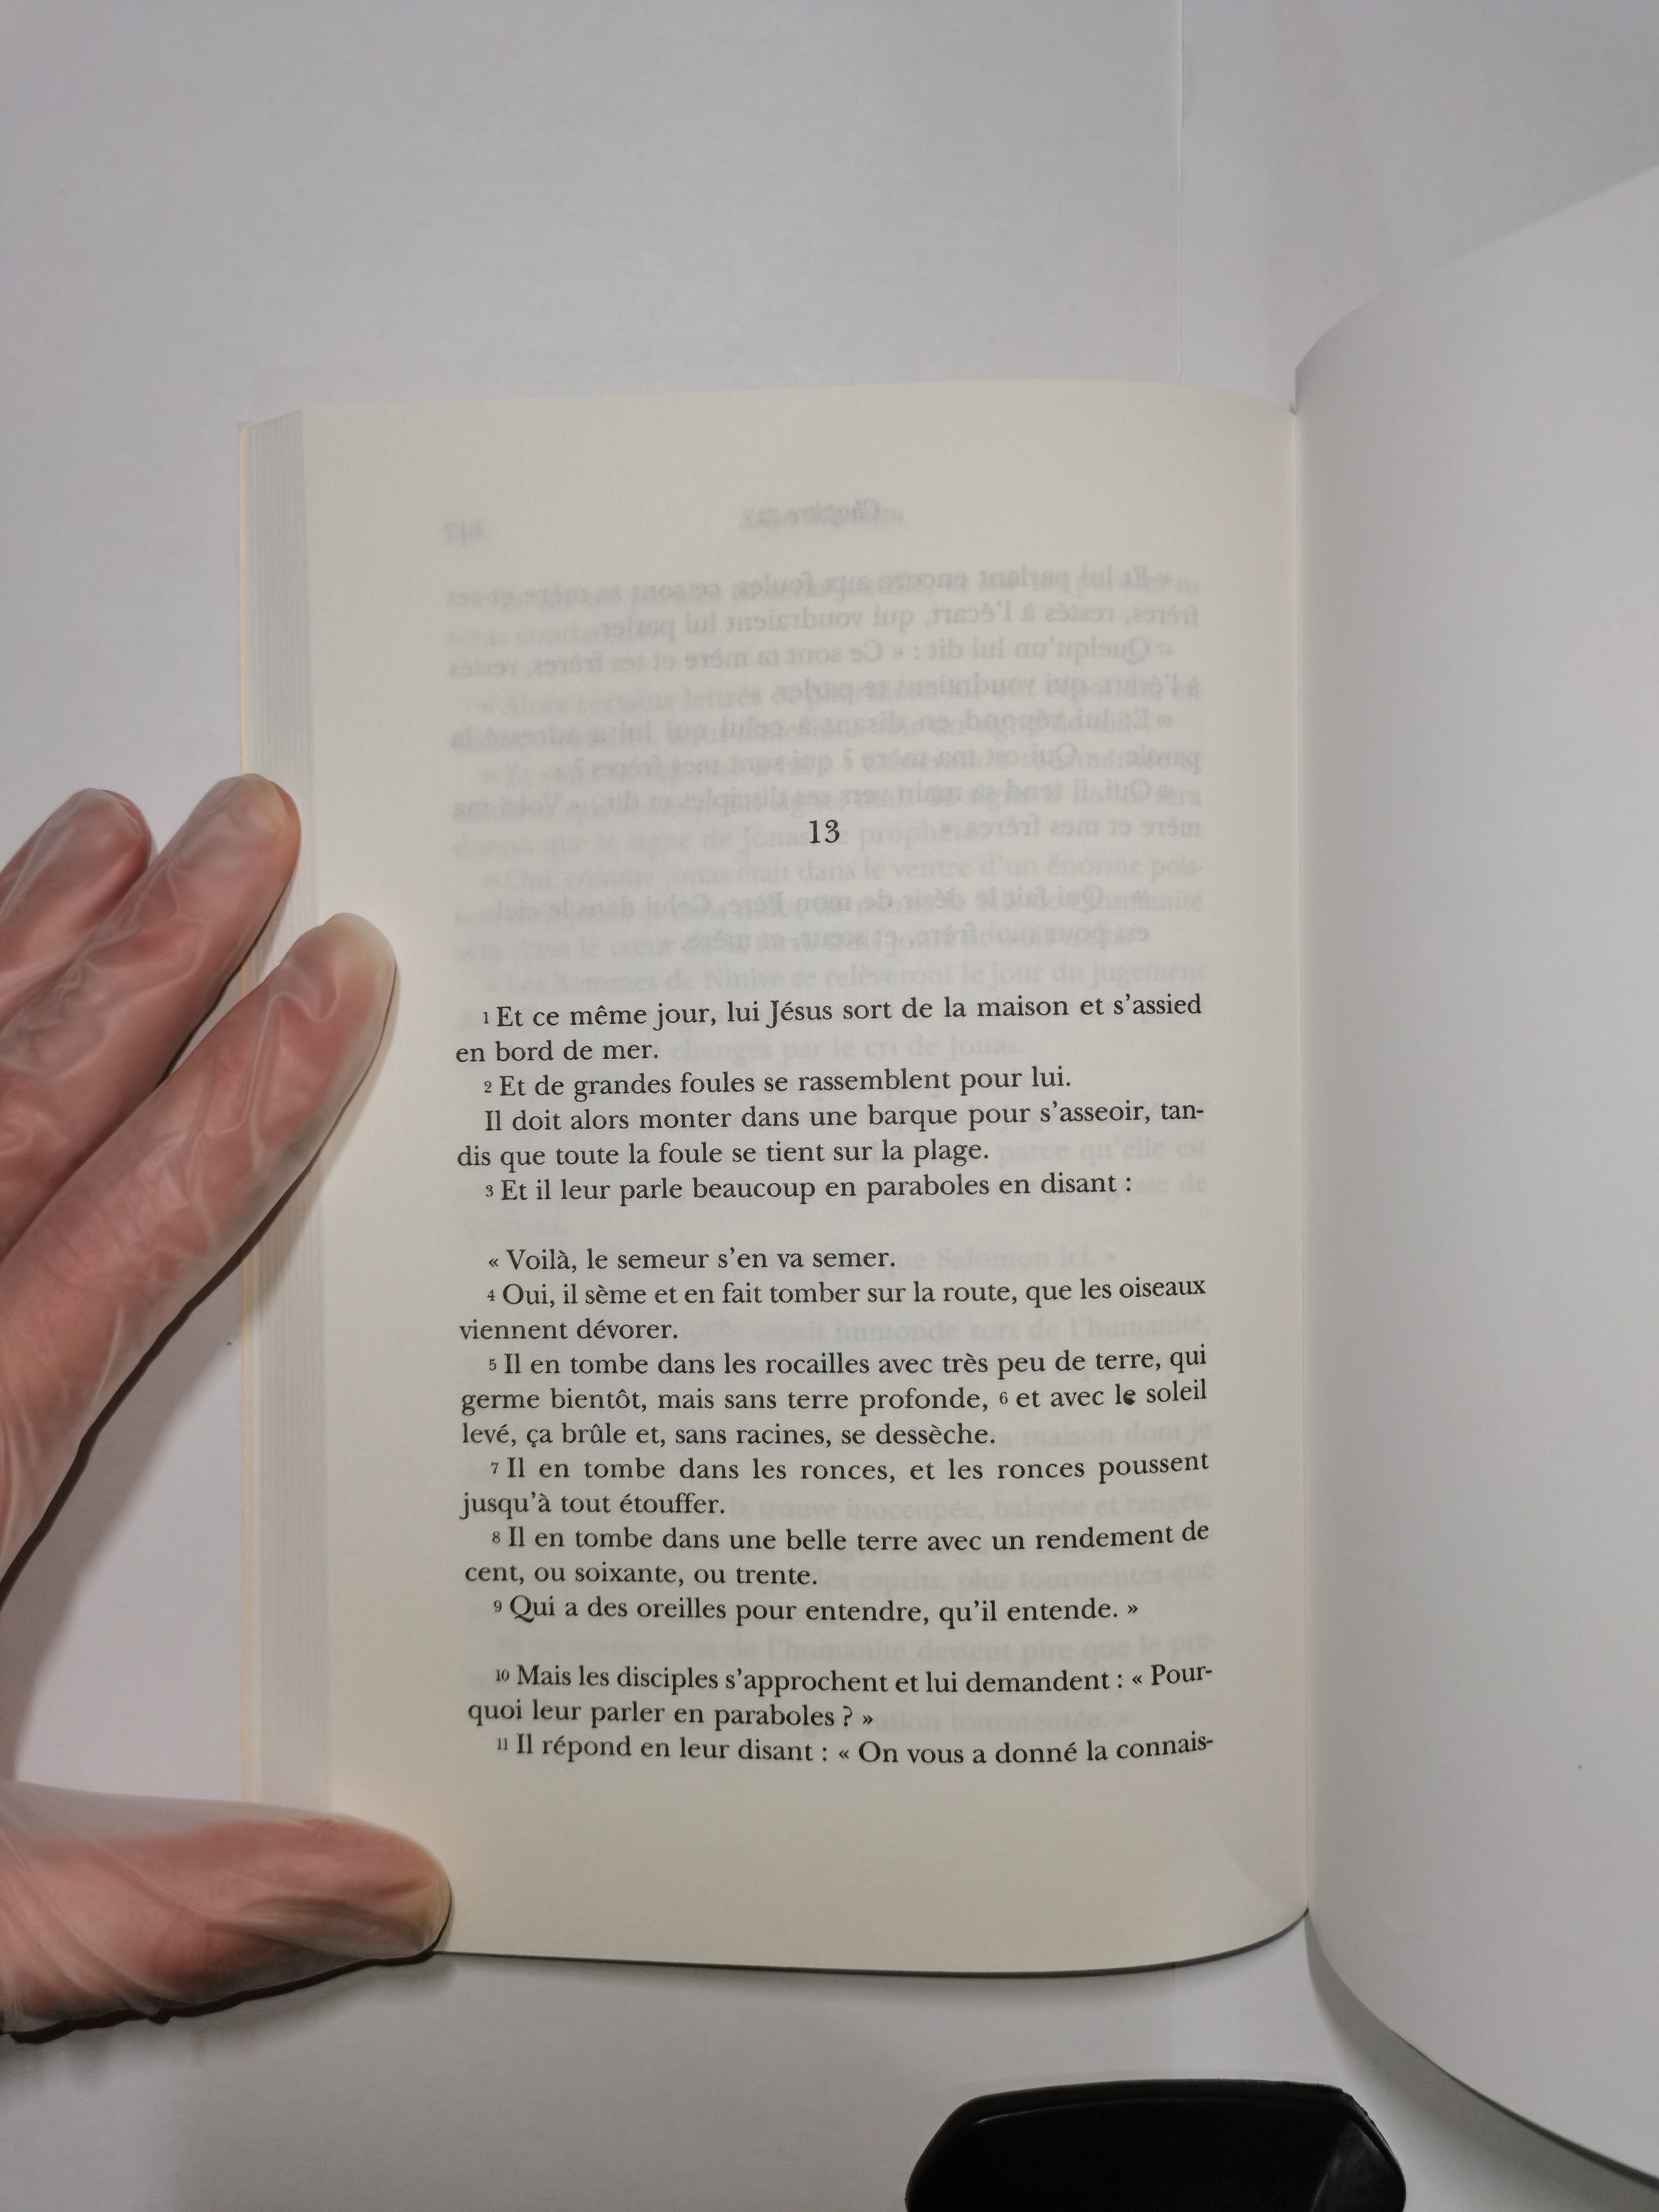 13
1 Et ce même jour, lui Jésus sort de la maison et s’assied
en bord de mer.
2 Et de grandes foules se rassemblent pour lui.
Il doit alors monter dans une barque pour s’asseoir, tan-
dis que toute la foule se tient sur la plage.
3 Et il leur parle beaucoup en paraboles en disant :
« Voilà, le semeur s’en va semer.
4 Oui, il sème et en fait tomber sur la route, que les oiseaux
viennent dévorer.
5 Il en tombe dans les rocailles avec très peu de terre, qui
germe bientôt, mais sans terre profonde, 6 et avec le soleil
levé, ça brûle et, sans racines, se dessèche.
7 Il en tombe dans les ronces, et les ronces poussent
jusqu’à tout étouffer.
8 Il en tombe dans une belle terre avec un rendement de
cent, ou soixante, ou trente.
9 Qui a des oreilles pour entendre, qu’il entende. »
10 Mais les disciples s’approchent et lui demandent : « Pour-
quoi leur parler en paraboles ? »
11 Il répond en leur disant : « On vous a donné la connais-